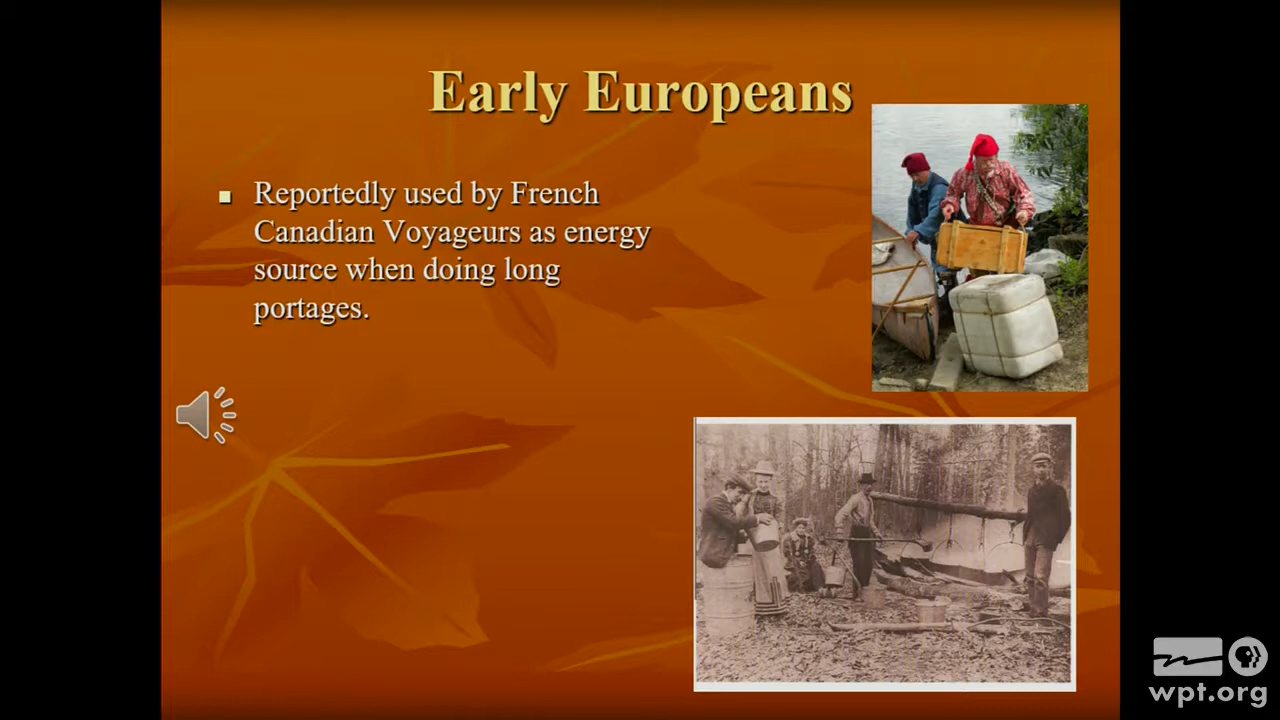 Early Europeans
Reportedly used by French
Canadian Voyageurs as energy
source when doing long
portages.
wpt.org